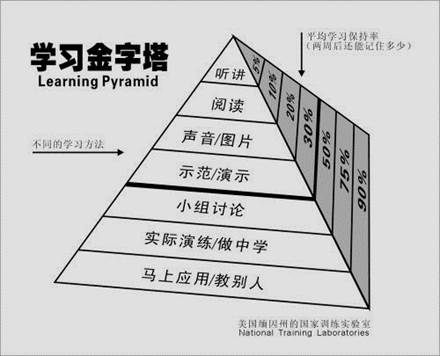 学习金字塔
Learning Pyramid
平均学习保持率
（两周后还能记住多少）
不同的学习方法
听讲
5%
阅读
10%
声音/图片
20%
示范/演示
30%
小组讨论
50%
实际演练/做中学
75%
马上应用/教别人
90%
美国缅因州的国家训练实验室
National Training Laboratories